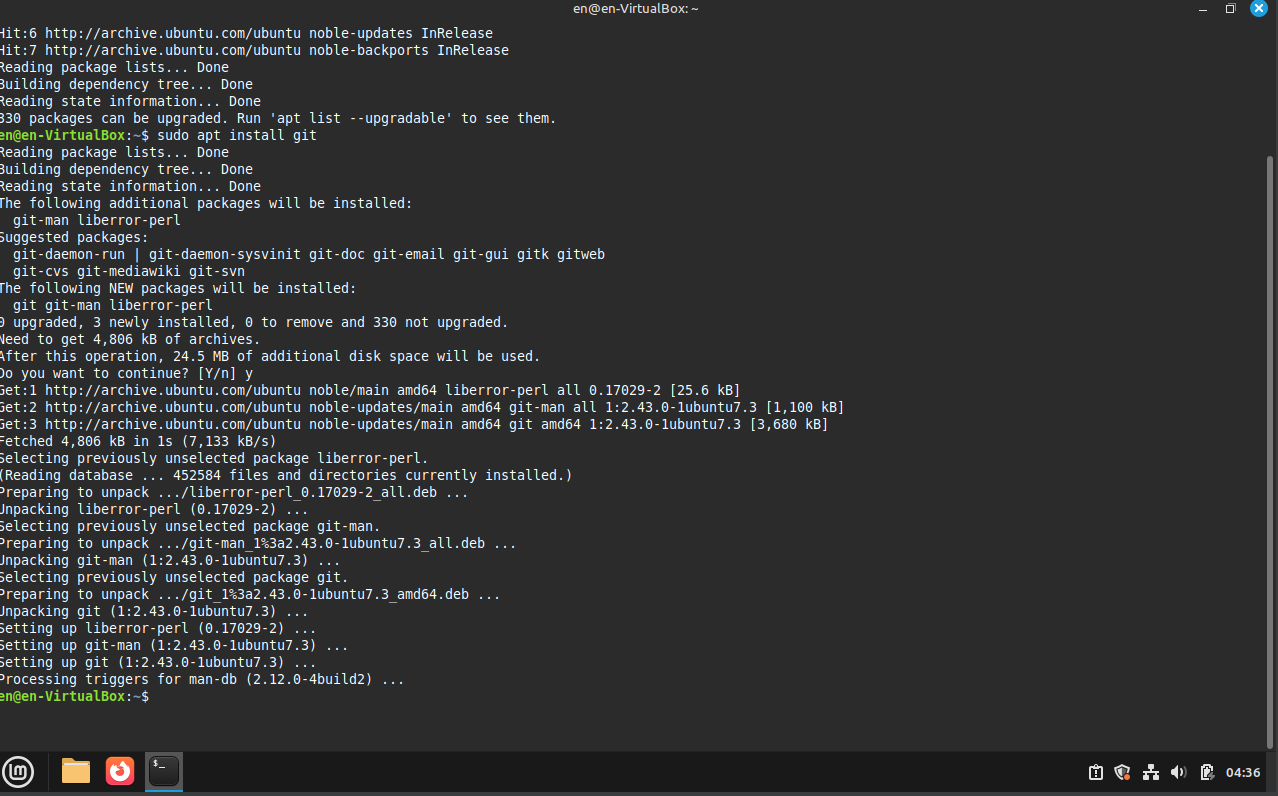 en@en-VirtualBox: ~
Hit:6 http://archive.ubuntu.com/ubuntu noble-updates InRelease
Hit:7 http://archive.ubuntu.com/ubuntu noble-backports InRelease
Reading package lists... Done
Building dependency tree... Done
Reading state information... Done
330 packages can be upgraded. Run 'apt list --upgradable' to see them.
en@en-VirtualBox:~$ sudo apt install git
Reading package lists... Done
Building dependency tree... Done
Reading state information... Done
The following additional packages will be installed:
  git-man liberror-perl
Suggested packages:
  git-daemon-run | git-daemon-sysvinit git-doc git-email git-gui gitk gitweb
  git-cvs git-mediawiki git-svn
The following NEW packages will be installed:
  git git-man liberror-perl
0 upgraded, 3 newly installed, 0 to remove and 330 not upgraded.
Need to get 4,806 kB of archives.
After this operation, 24.5 MB of additional disk space will be used.
Do you want to continue? [Y/n] y
Get:1 http://archive.ubuntu.com/ubuntu noble/main amd64 liberror-perl all 0.17029-2 [25.6 kB]
Get:2 http://archive.ubuntu.com/ubuntu noble-updates/main amd64 git-man all 1:2.43.0-1ubuntu7.3 [1,100 kB]
Get:3 http://archive.ubuntu.com/ubuntu noble-updates/main amd64 git amd64 1:2.43.0-1ubuntu7.3 [3,680 kB]
Fetched 4,806 kB in 1s (7,133 kB/s)
Selecting previously unselected package liberror-perl.
(Reading database ... 452584 files and directories currently installed.)
Preparing to unpack .../liberror-perl_0.17029-2_all.deb ...
Unpacking liberror-perl (0.17029-2) ...
Selecting previously unselected package git-man.
Preparing to unpack .../git-man_1%3a2.43.0-1ubuntu7.3_all.deb ...
Unpacking git-man (1:2.43.0-1ubuntu7.3) ...
Selecting previously unselected package git.
Preparing to unpack .../git_1%3a2.43.0-1ubuntu7.3_amd64.deb ...
Unpacking git (1:2.43.0-1ubuntu7.3) ...
Setting up liberror-perl (0.17029-2) ...
Setting up git-man (1:2.43.0-1ubuntu7.3) ...
Setting up git (1:2.43.0-1ubuntu7.3) ...
Processing triggers for man-db (2.12.0-4build2) ...
en@en-VirtualBox:~$
$_
04:36